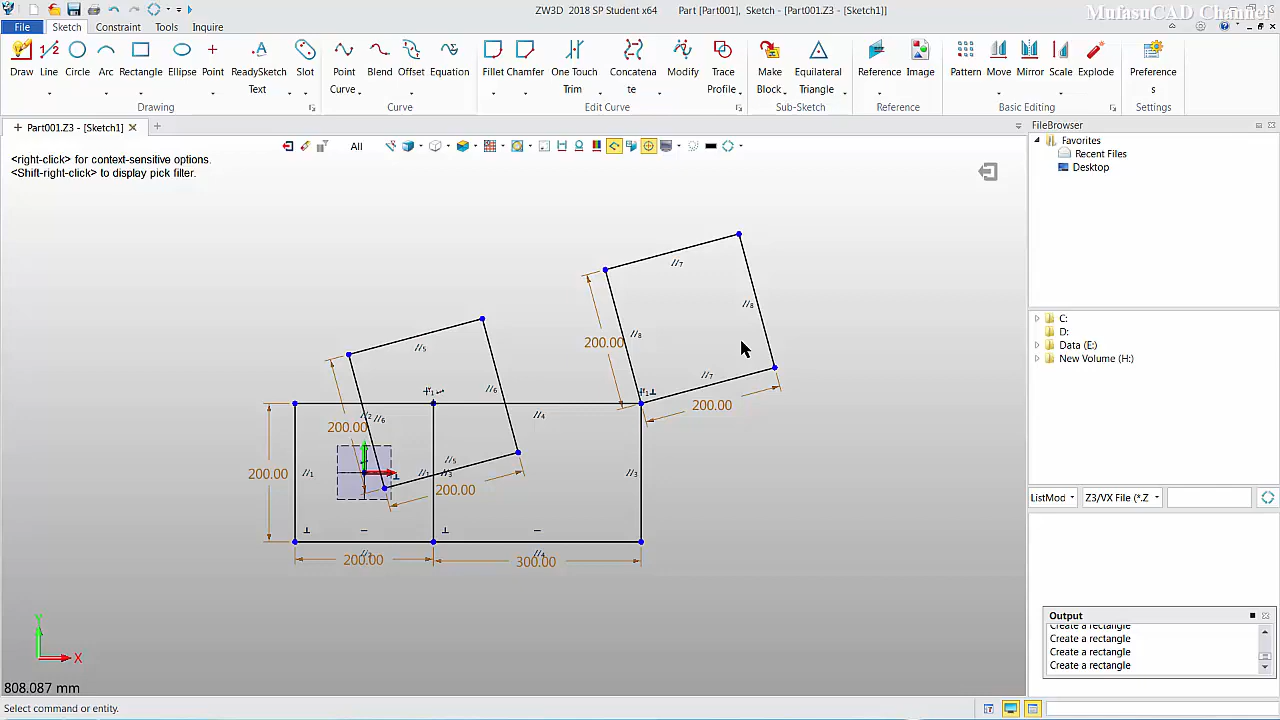 ZW3D 2018 SP Student x64 Part [Part001], Sketch - [Part001.Z3 - [Sketch1]]
MufasuCAD Channel
File Sketch Constraint Tools Inquire
Draw Line Circle Arc Rectangle Ellipse Point ReadySketch Text Slot
Drawing
Point Curve Blend Offset Equation
Curve
Fillet Chamfer One Touch Trim Concatenate Modify Trace Profile
Edit Curve
Make Block Equilateral Triangle
Sub-Sketch
Reference Image
Reference
Pattern Move Mirror Scale Explode
Basic Editing
Preferences
Settings
Part001.Z3 - [Sketch1]
FileBrowser
Favorites
Recent Files
Desktop
All
<right-click> for context-sensitive options.
<Shift-right-click> to display pick filter.
200.00
200.00
200.00
200.00
200.00
200.00
300.00
C:
D:
Data (E:)
New Volume (H:)
ListMod Z3/VX File (*.Z
Output
Create a rectangle
Create a rectangle
Create a rectangle
Create a rectangle
Y
X
808.087 mm
Select command or entity.